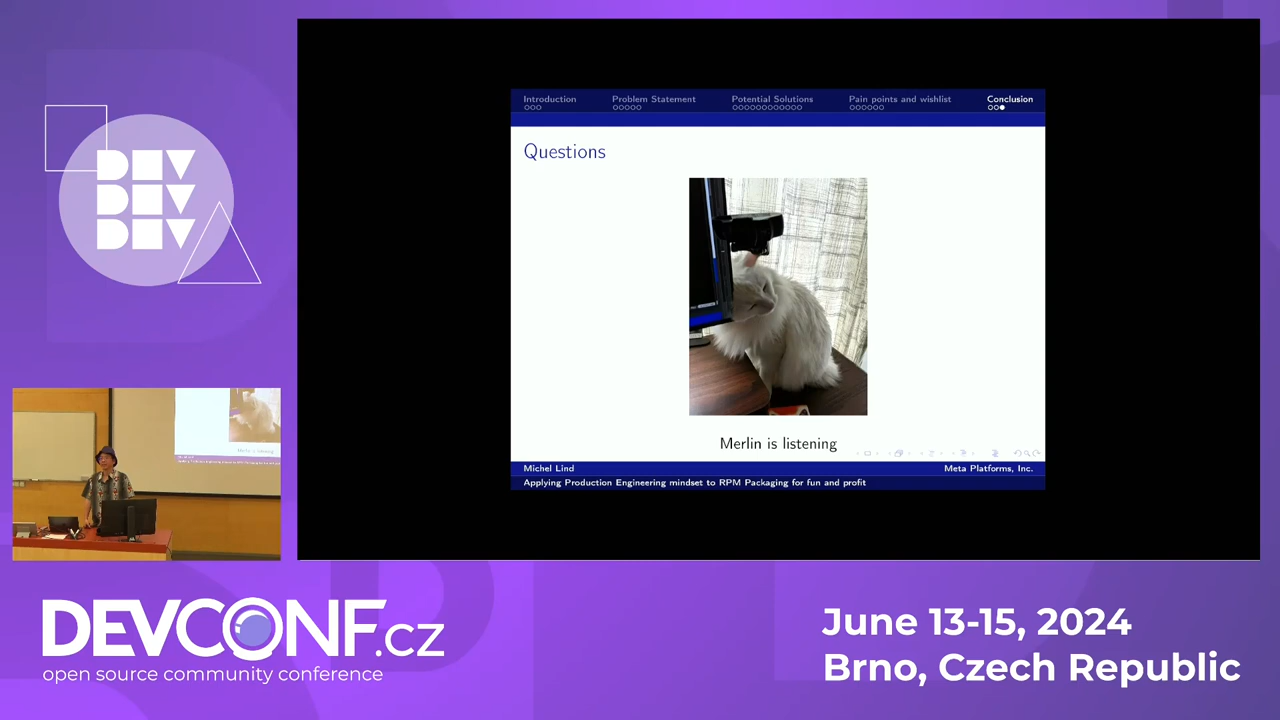 DEV
DEV
DEV
Introduction
Problem Statement
Potential Solutions
Pain points and wishlist
Conclusion
Questions
Merlin is listening
Michel Lind
Meta Platforms, Inc.
Applying Production Engineering mindset to RPM Packaging for fun and profit
DEVCONF.cz
open source community conference
June 13-15, 2024
Brno, Czech Republic